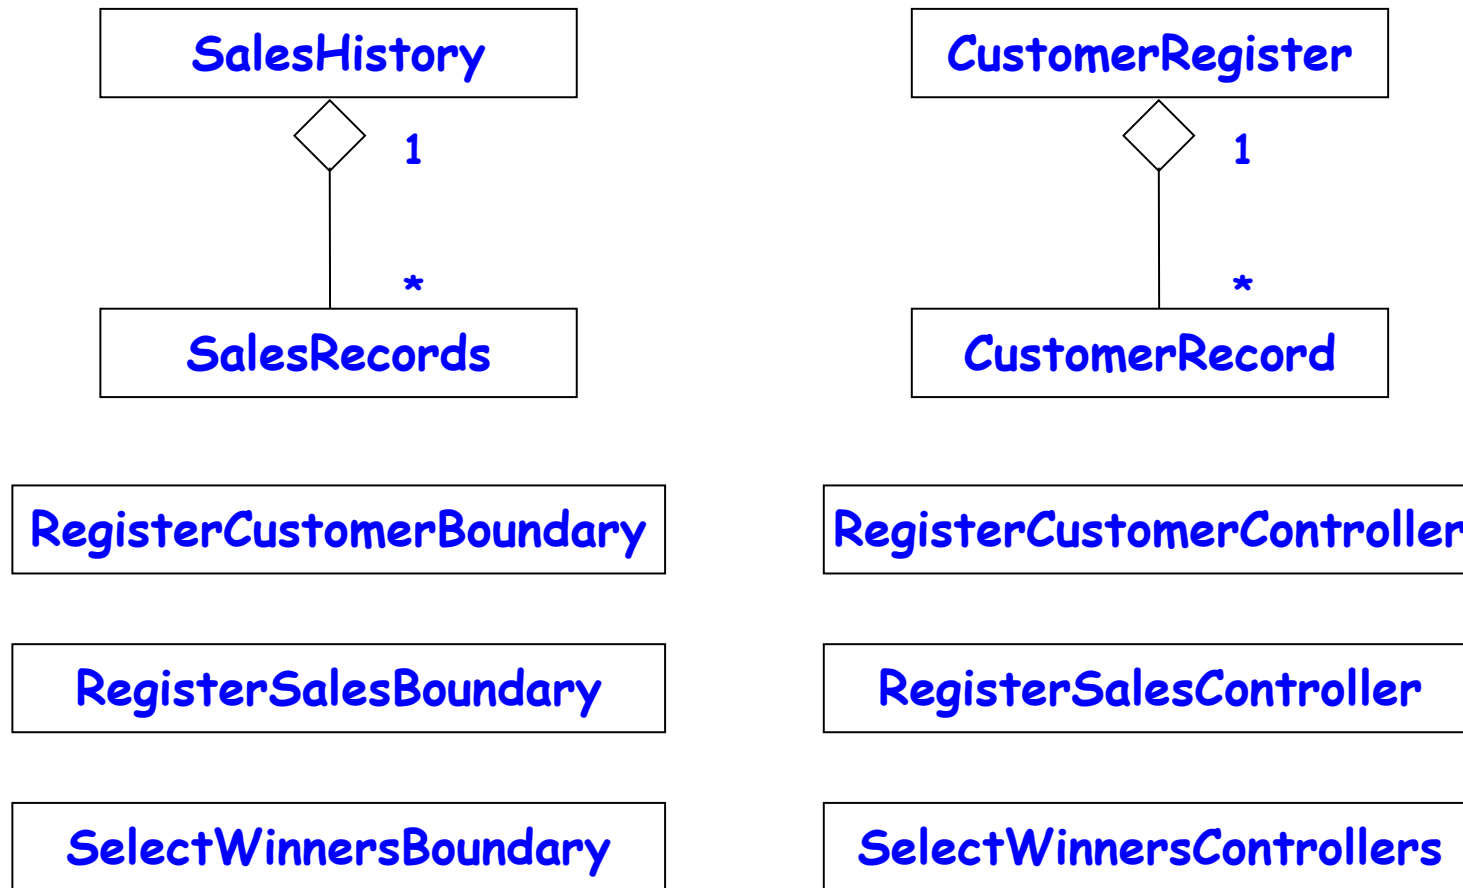 SalesHistory
CustomerRegister
1
1
*
*
SalesRecords
CustomerRecord
RegisterCustomerBoundary
RegisterCustomerController
RegisterSalesBoundary
RegisterSalesController
SelectWinnersBoundary
SelectWinnersControllers